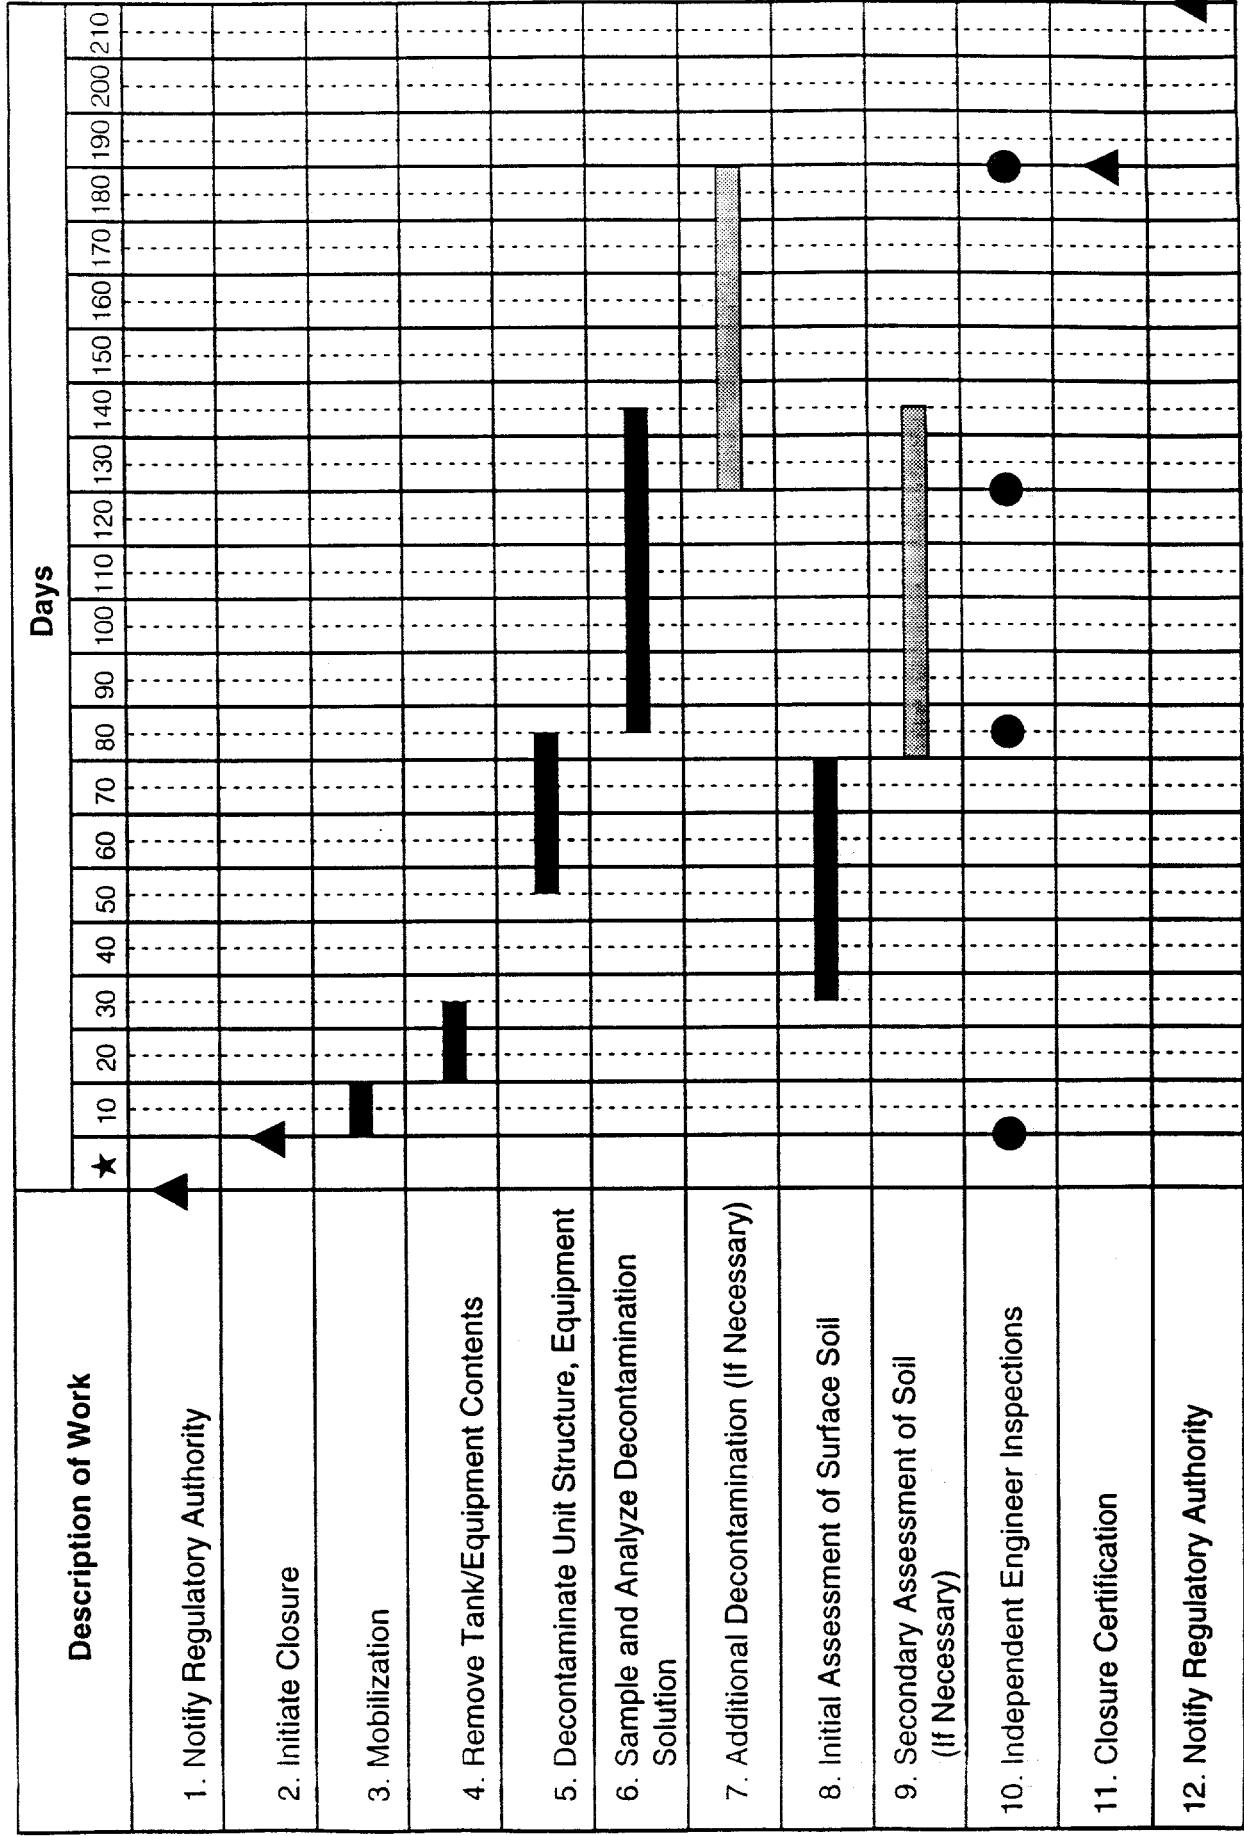 Days
Description of Work
★ 10 20 30 40 50 60 70 80 90 100 110 120 130 140 150 160 170 180 190 200 210
1. Notify Regulatory Authority
2. Initiate Closure
3. Mobilization
4. Remove Tank/Equipment Contents
5. Decontaminate Unit Structure, Equipment
6. Sample and Analyze Decontamination
Solution
7. Additional Decontamination (If Necessary)
8. Initial Assessment of Surface Soil
9. Secondary Assessment of Soil
(If Necessary)
10. Independent Engineer Inspections
11. Closure Certification
12. Notify Regulatory Authority